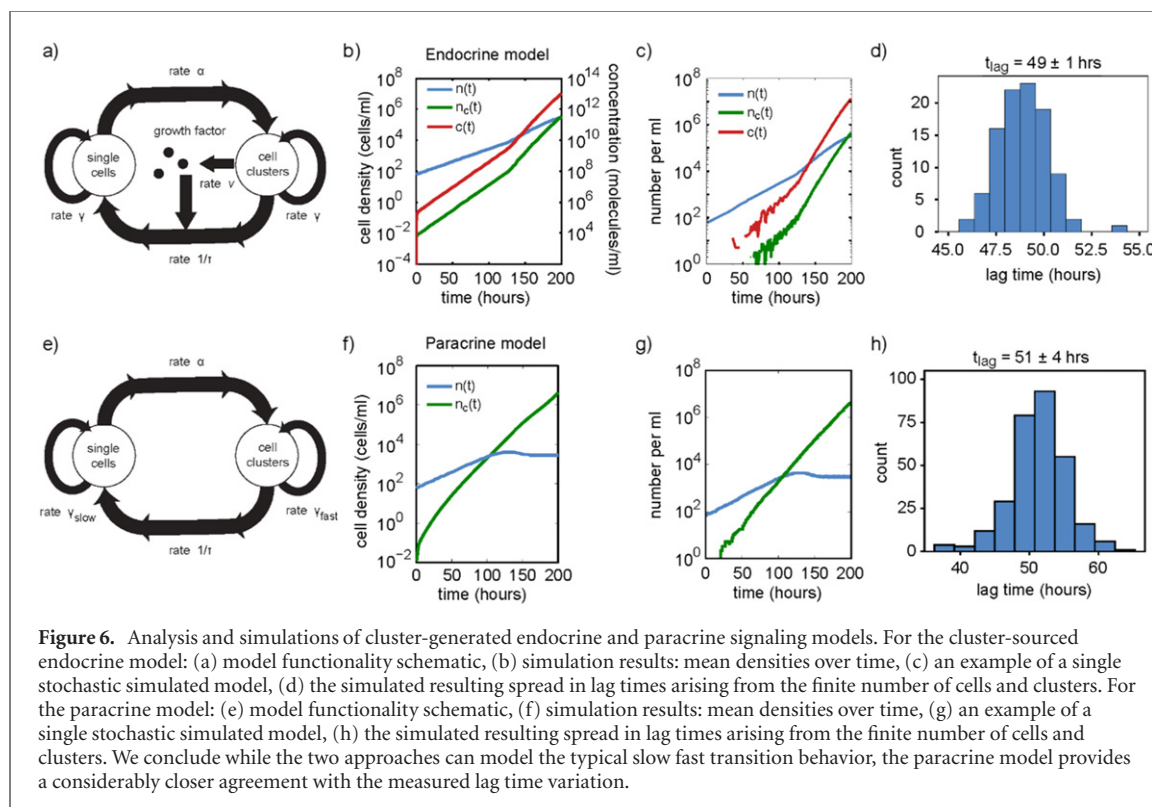 a)
rate α
growth factor
single
cells
cell
clusters
rate ν
rate γ
rate γ
rate 1/τ
b)
Endocrine model
10⁸
10⁶
10⁴
10²
10⁰
10⁻²
10⁻⁴
cell density (cells/ml)
n(t)
n_c(t)
c(t)
10¹⁴
10¹²
10¹⁰
10⁸
10⁶
10⁴
concentration (molecules/ml)
0 50 100 150 200
time (hours)
c)
10⁸
10⁶
10⁴
10²
10⁰
number per ml
n(t)
n_c(t)
c(t)
0 50 100 150 200
time (hours)
d)
t_lag = 49 ± 1 hrs
20
10
0
count
45.0 47.5 50.0 52.5 55.0
lag time (hours)
e)
rate α
single
cells
cell
clusters
rate γ_slow
rate γ_fast
rate 1/τ
f)
Paracrine model
10⁸
10⁶
10⁴
10²
10⁰
10⁻²
cell density (cells/ml)
n(t)
n_c(t)
0 50 100 150 200
time (hours)
g)
10⁸
10⁶
10⁴
10²
10⁰
number per ml
0 50 100 150 200
time (hours)
h)
t_lag = 51 ± 4 hrs
100
75
50
25
0
count
40 50 60
lag time (hours)
Figure 6. Analysis and simulations of cluster-generated endocrine and paracrine signaling models. For the cluster-sourced
endocrine model: (a) model functionality schematic, (b) simulation results: mean densities over time, (c) an example of a single
stochastic simulated model, (d) the simulated resulting spread in lag times arising from the finite number of cells and clusters. For
the paracrine model: (e) model functionality schematic, (f) simulation results: mean densities over time, (g) an example of a
single stochastic simulated model, (h) the simulated resulting spread in lag times arising from the finite number of cells and
clusters. We conclude while the two approaches can model the typical slow fast transition behavior, the paracrine model provides
a considerably closer agreement with the measured lag time variation.